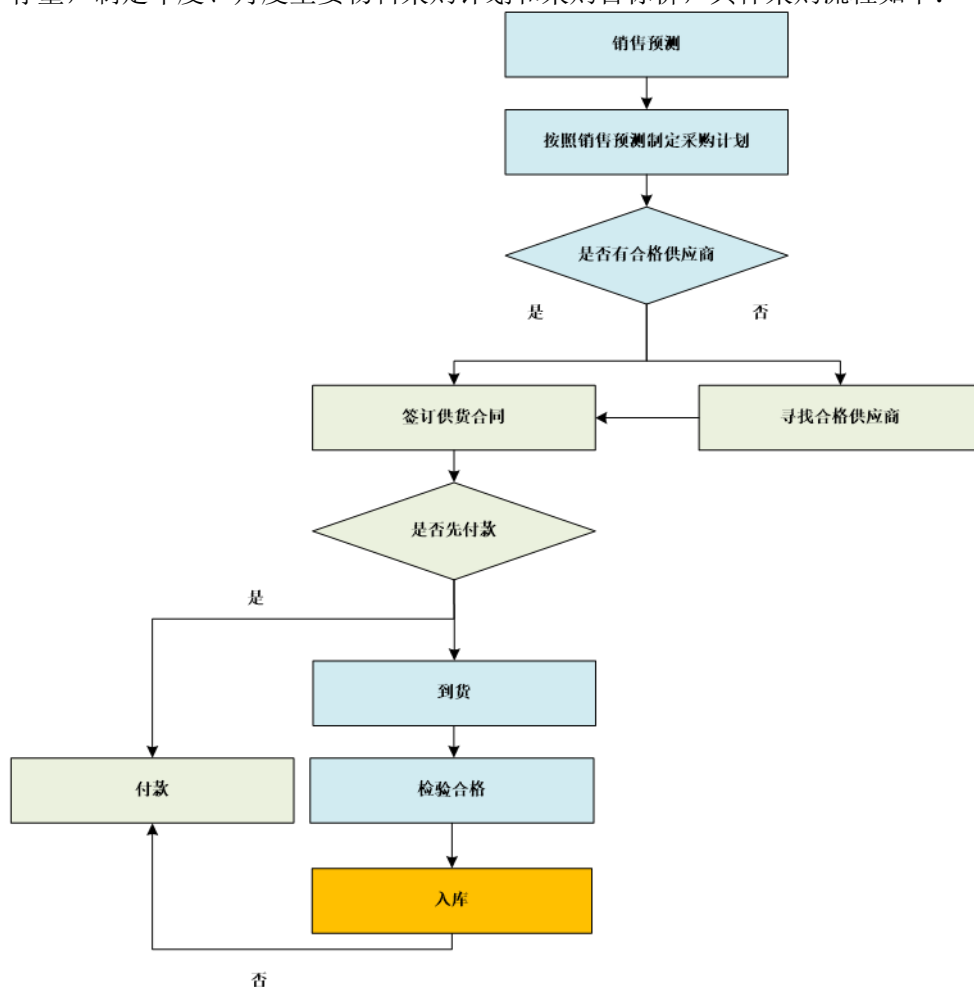 销售预测
按照销售预测制定采购计划
是否有合格供应商
是
否
签订供货合同
寻找合格供应商
是否先付款
是
到货
付款
检验合格
入库
否